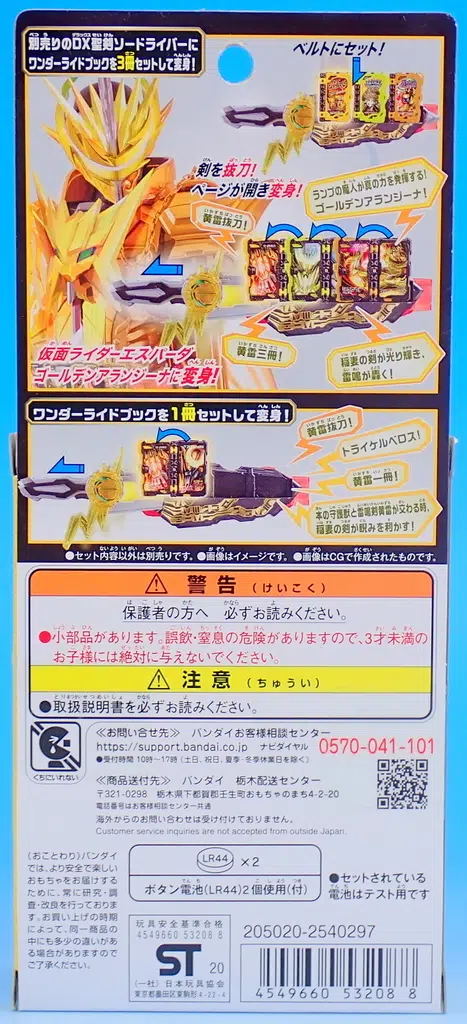 別売りのDX聖剣ソードライバーに
ワンダーライドブックを3冊セットして変身!
ベルトにセット!
剣を抜刀!
ページが開き変身!
ランプの魔人が真の力を発揮する!
ゴールデンアランジーナ!
黄雷抜刀!
黄雷三冊!
稲妻の剣が光り輝き、
雷鳴が轟く!
仮面ライダーエスパーダ
ゴールデンアランジーナに変身!
ワンダーライドブックを1冊セットして変身!
黄雷抜刀!
トライケルベロス!
黄雷一冊!
本の守護獣と雷鳴剣黄雷が交わる時、
稲妻の剣が睨みを利かす!
●セット内容以外は別売りです。 ●画像はイメージです。 ●画像はCGで作成されたものです。
警告 (けいこく)
保護者の方へ 必ずお読みください。
●小部品があります。誤飲・窒息の危険がありますので、3才未満の
お子様には絶対に与えないでください。
注意 (ちゅうい)
●取扱説明書を必ずお読みください。
くちにいれない
≪お問い合せ先≫ バンダイお客様相談センター
https://support.bandai.co.jp ナビダイヤル 0570-041-101
●受付時間 10時~17時 (土日、祝日、夏季・冬季休業日を除く)
≪商品送付先≫ バンダイ 栃木配送センター
〒321-0298 栃木県下都賀郡壬生町おもちゃのまち4-2-20
電話番号はお客様相談センター共通
海外からのお問い合わせは受け付けておりません。
Customer service inquiries are not accepted from outside Japan.
《おことわり》バンダイ
では、より安全で楽しい
おもちゃをお届けする
ために、常に研究・調
査・改良を行っておりま
す。お買い上げの時期
によって、同一商品の
中にも多少の違いがあ
る場合がありますので
ご了承ください。
LR44 ×2
ボタン電池(LR44)2個使用(付)
●セットされている
電池はテスト用です
玩具安全基準合格
4549660 53208 8
ST 20
(一社) 日本玩具協会
東京都墨田区東駒形4-22-4
205020-2540297
4 549660 532088